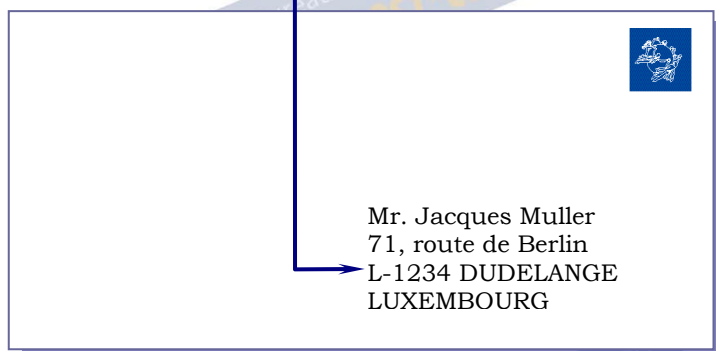 Mr. Jacques Muller
71, route de Berlin
L-1234 DUDELANGE
LUXEMBOURG